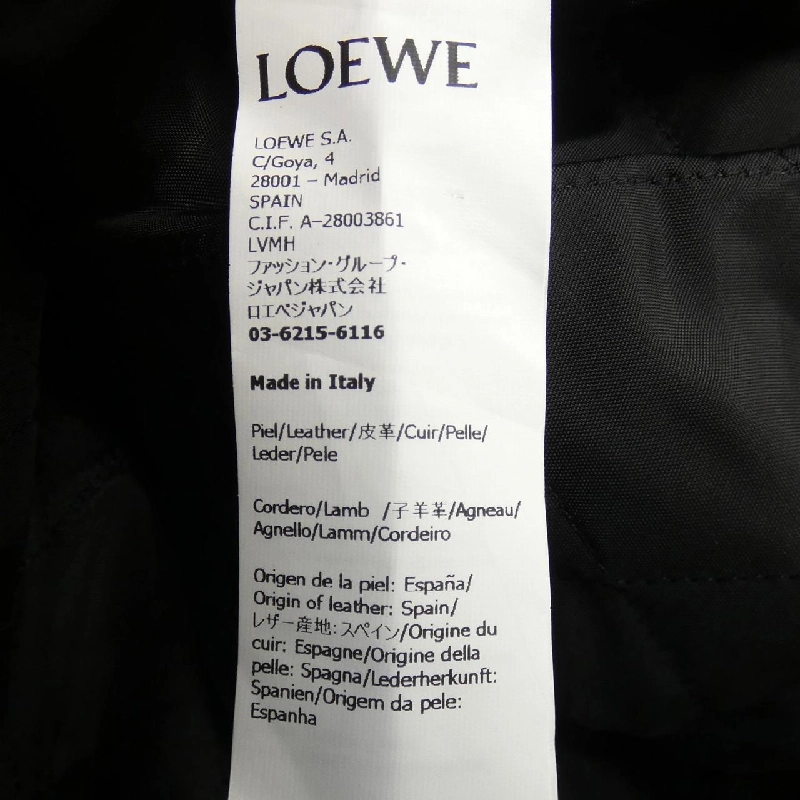 LOEWE
LOEWE S.A.
C/Goya, 4
28001 – Madrid
SPAIN
C.I.F. A-28003861
LVMH
ファッション・グループ・
ジャパン株式会社
ロエベジャパン
03-6215-6116
Made in Italy
Piel/Leather/皮革/Cuir/Pelle/
Leder/Pele
Cordero/Lamb /子羊革/Agneau/
Agnello/Lamm/Cordeiro
Origen de la piel: España/
Origin of leather: Spain/
レザー産地: スペイン/Origine du
cuir: Espagne/Origine della
pelle: Spagna/Lederherkunft:
Spanien/Origem da pele:
Espanha